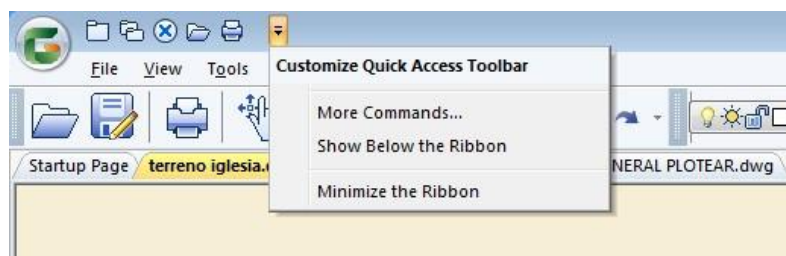 File View Tools
Customize Quick Access Toolbar
More Commands...
Show Below the Ribbon
Minimize the Ribbon
Startup Page terreno iglesia. NERAL PLOTEAR.dwg